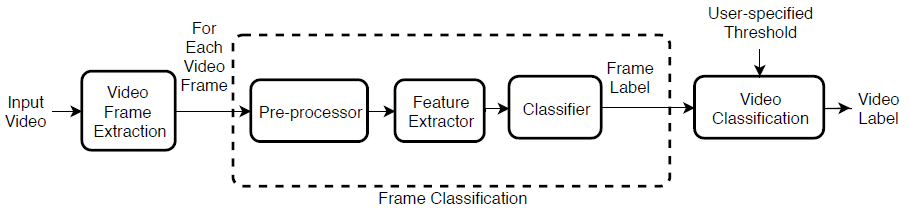 Input
Video
Video
Frame
Extraction
For
Each
Video
Frame
Pre-processor
Feature
Extractor
Classifier
Frame
Label
Frame Classification
User-specified
Threshold
Video
Classification
Video
Label